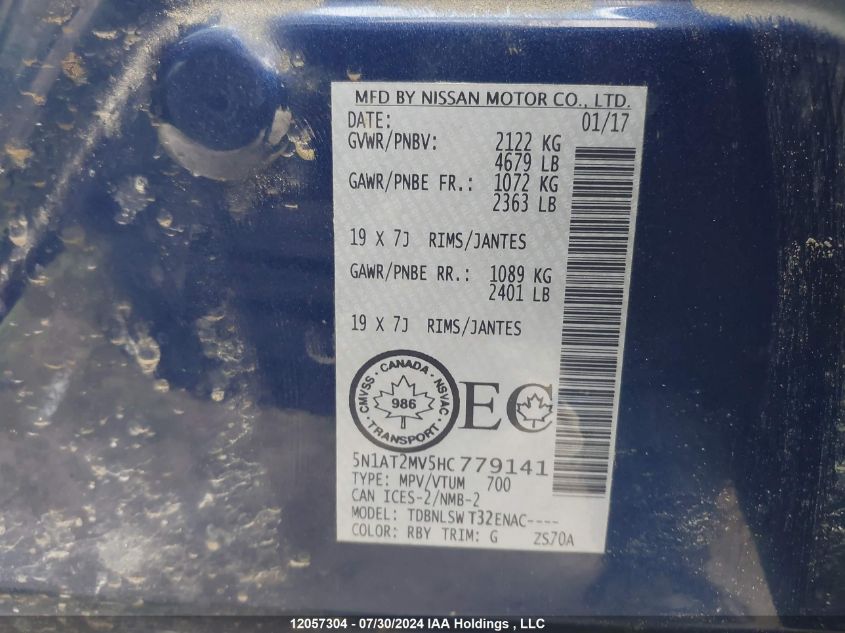 MFD BY NISSAN MOTOR CO., LTD.
DATE: 01/17
GVWR/PNBV: 2122 KG
4679 LB
GAWR/PNBE FR.: 1072 KG
2363 LB
19 X 7J RIMS/JANTES
GAWR/PNBE RR.: 1089 KG
2401 LB
19 X 7J RIMS/JANTES
CMVSS · CANADA · NSVAC
986
TRANSPORT
EC
5N1AT2MV5HC779141
TYPE: MPV/VTUM 700
CAN ICES-2/NMB-2
MODEL: TDBNLSW T32ENAC----
COLOR: RBY TRIM: G ZS70A
12057304 - 07/30/2024 IAA Holdings , LLC